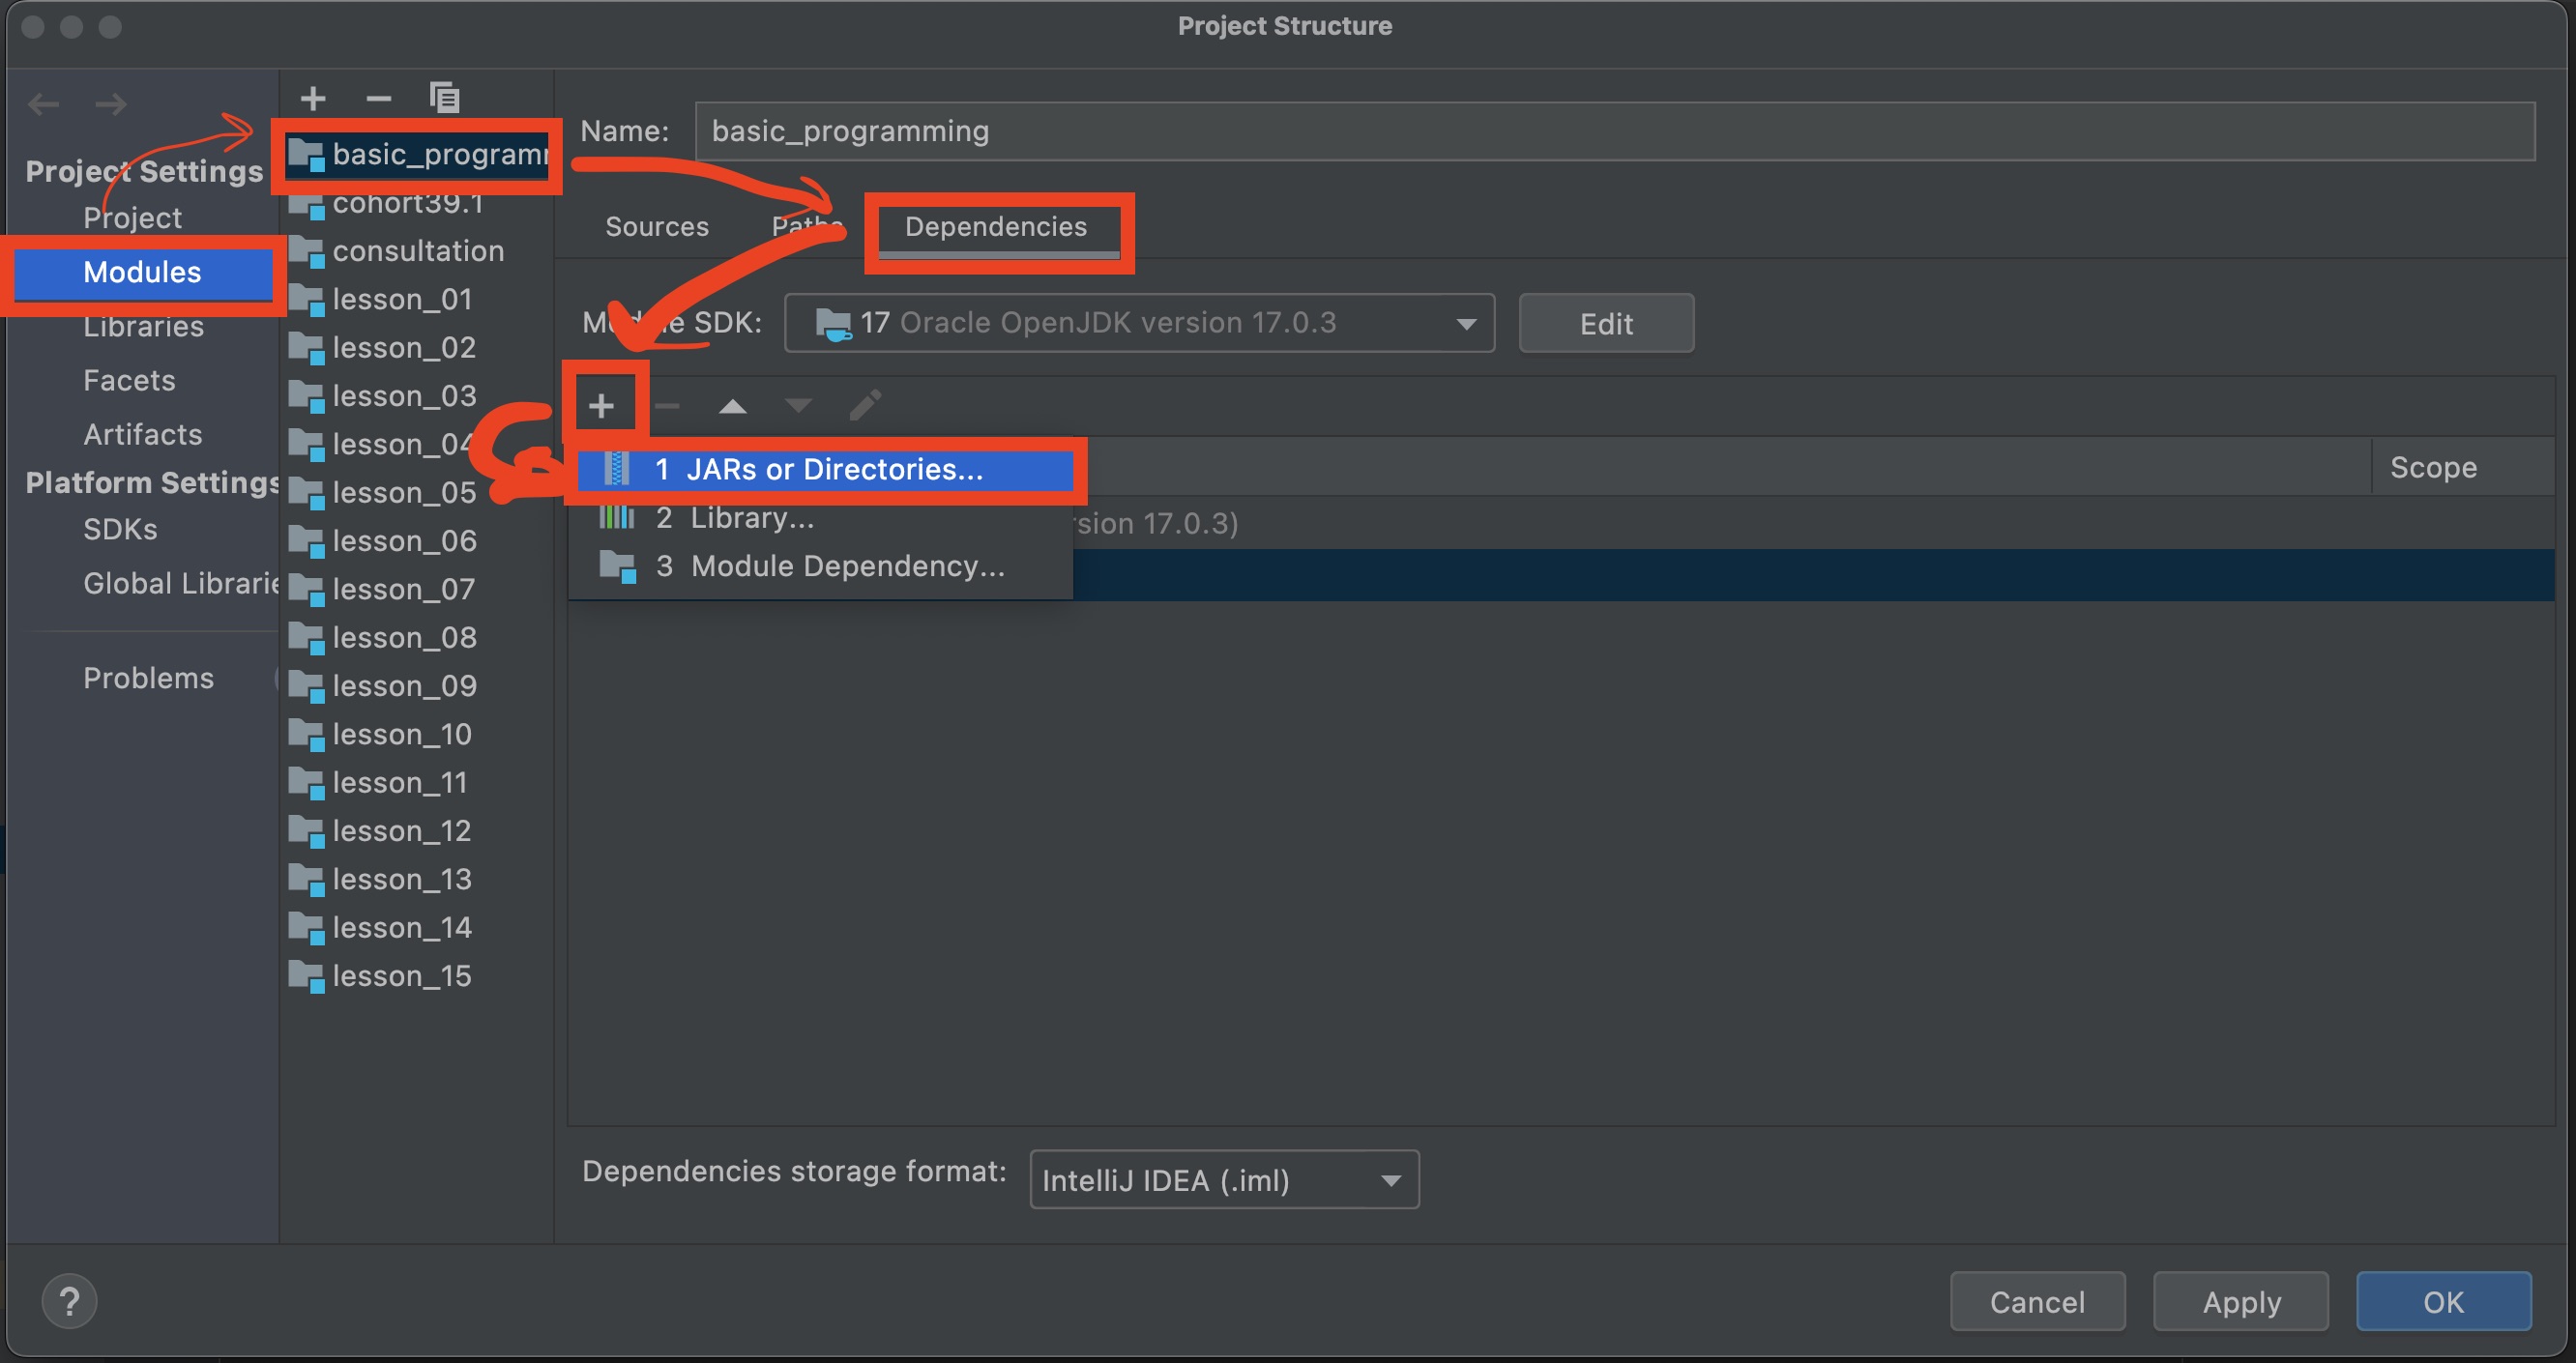 Project Structure
Project Settings
Project
Modules
Libraries
Facets
Artifacts
Platform Settings
SDKs
Global Librarie
Problems
basic_programm
cohort39.1
consultation
lesson_01
lesson_02
lesson_03
lesson_04
lesson_05
lesson_06
lesson_07
lesson_08
lesson_09
lesson_10
lesson_11
lesson_12
lesson_13
lesson_14
lesson_15
Name: basic_programming
Sources Paths Dependencies
Module SDK: 17 Oracle OpenJDK version 17.0.3 Edit
Scope
1 JARs or Directories...
2 Library...
3 Module Dependency...
rsion 17.0.3)
Dependencies storage format: IntelliJ IDEA (.iml)
? Cancel Apply OK